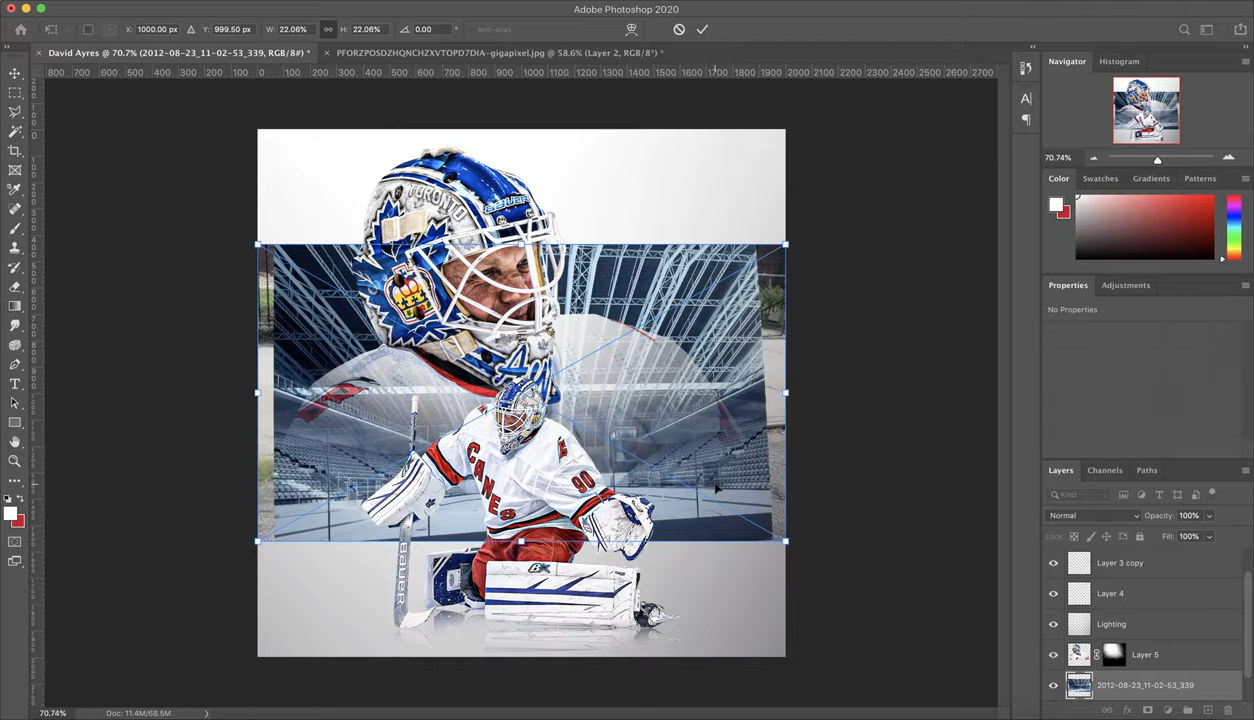 Adobe Photoshop 2020
X: 1000.00 px Y: 999.50 px W: 22.06% H: 22.06% 0.00 ° Anti-alias
David Ayres @ 70.7% (2012-08-23_11-02-53_339, RGB/8#) *
PFORZPOSDZHQNCHZXVTOPD7DIA-gigapixel.jpg @ 58.6% (Layer 2, RGB/8*) *
800 700 600 500 400 300 200 100 0 100 200 300 400 500 600 700 800 900 1000 1100 1200 1300 1400 1500 1600 1700 1800 1900 2000 2100 2200 2300 2400 2500 2600 2700
Navigator Histogram
70.74%
Color Swatches Gradients Patterns
Properties Adjustments
No Properties
Layers Channels Paths
Kind
Normal Opacity: 100%
Lock: Fill: 100%
Layer 3 copy
Layer 4
Lighting
Layer 5
2012-08-23_11-02-53_339
TORONTO
BAUER
CANES
90
BAUER
70.74% Doc: 11.4M/68.5M